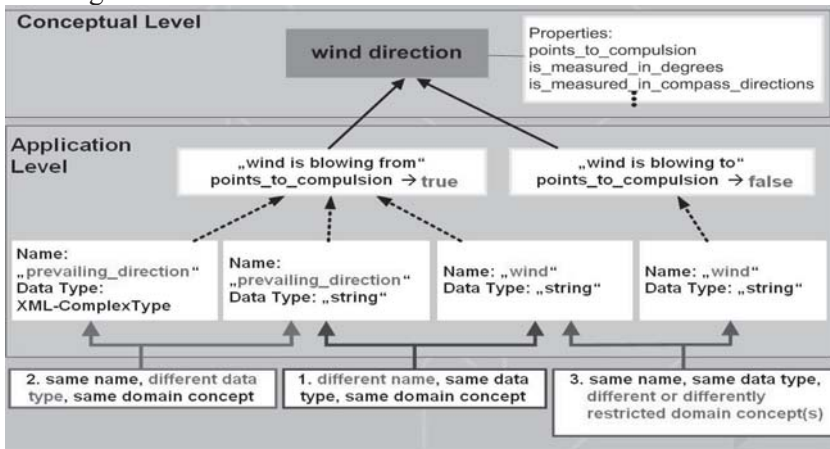 Conceptual Level
wind direction
Properties:
points_to_compulsion
is_measured_in_degrees
is_measured_in_compass_directions
Application
Level
„wind is blowing from“
points_to_compulsion → true
„wind is blowing to“
points_to_compulsion → false
Name:
„prevailing_direction“
Data Type:
XML-ComplexType
Name:
„prevailing_direction“
Data Type: „string“
Name: „wind“
Data Type: „string“
Name: „wind“
Data Type: „string“
2. same name, different data
type, same domain concept
1. different name, same data
type, same domain concept
3. same name, same data type,
different or differently
restricted domain concept(s)